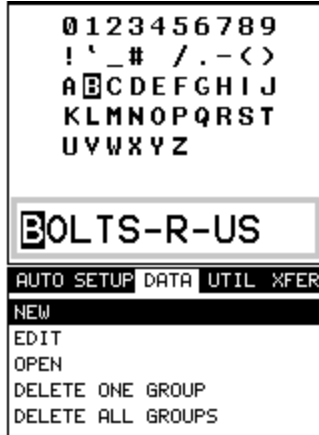 0123456789
!`_# /.-<>
ABCDEFGHIJ
KLMNOPQRST
UVWXYZ
BOLTS-R-US
AUTO SETUP DATA UTIL XFER
NEW
EDIT
OPEN
DELETE ONE GROUP
DELETE ALL GROUPS